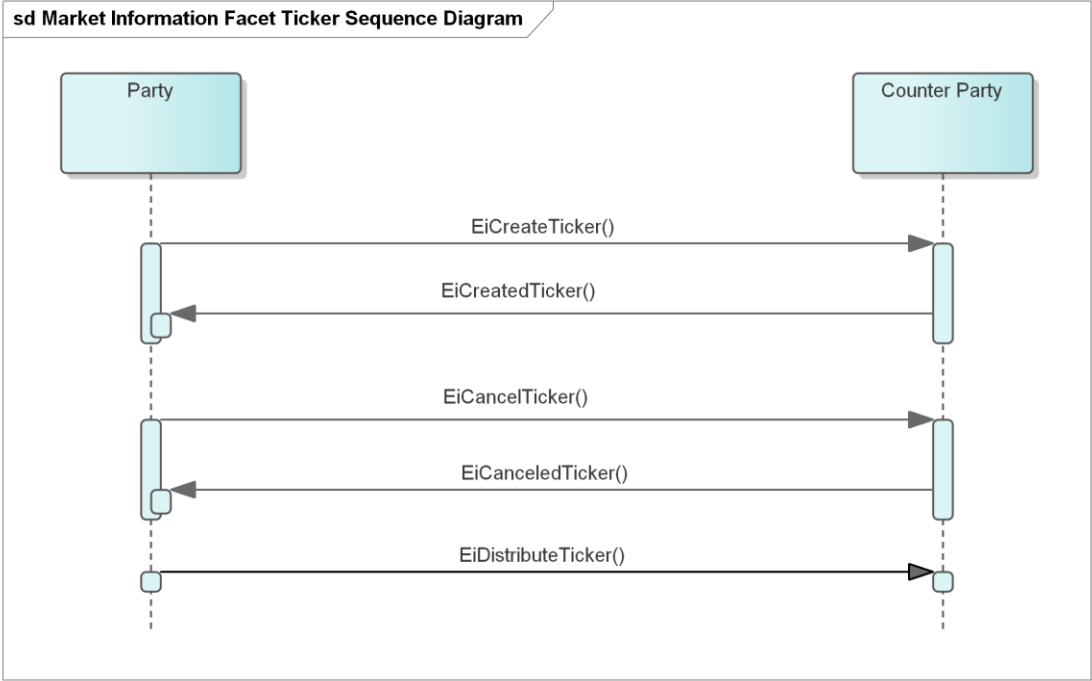 sd Market Information Facet Ticker Sequence Diagram
Party
Counter Party
EiCreateTicker()
EiCreatedTicker()
EiCancelTicker()
EiCanceledTicker()
EiDistributeTicker()